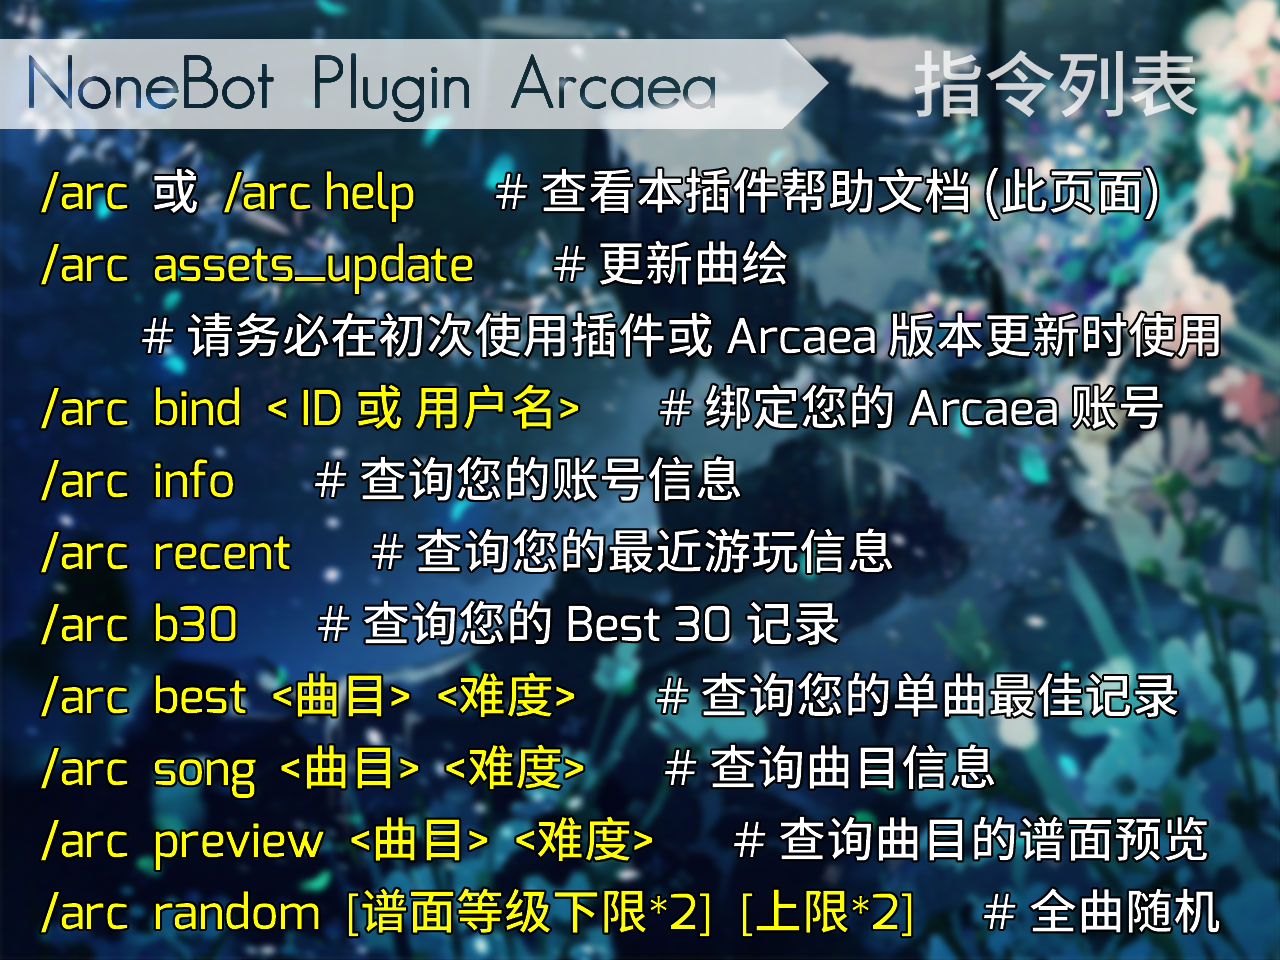 NoneBot Plugin Arcaea
指令列表
/arc 或 /arc help # 查看本插件帮助文档 (此页面)
/arc assets_update # 更新曲绘
# 请务必在初次使用插件或 Arcaea 版本更新时使用
/arc bind < ID 或 用户名> # 绑定您的 Arcaea 账号
/arc info # 查询您的账号信息
/arc recent # 查询您的最近游玩信息
/arc b30 # 查询您的 Best 30 记录
/arc best <曲目> <难度> # 查询您的单曲最佳记录
/arc song <曲目> <难度> # 查询曲目信息
/arc preview <曲目> <难度> # 查询曲目的谱面预览
/arc random [谱面等级下限*2] [上限*2] # 全曲随机